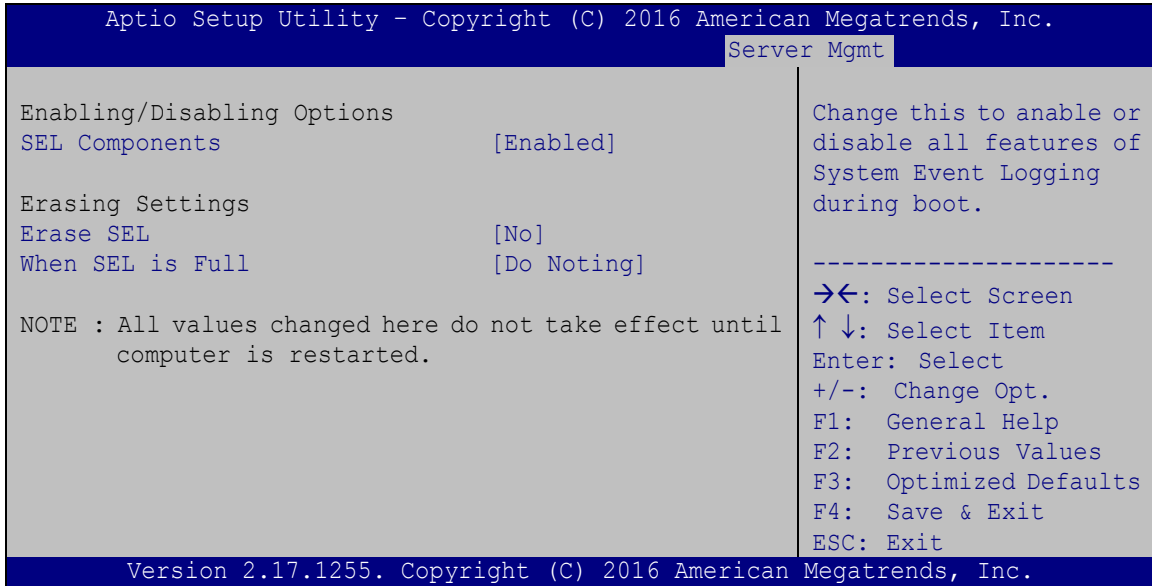 Aptio Setup Utility – Copyright (C) 2016 American Megatrends, Inc.
Server Mgmt
Enabling/Disabling Options
SEL Components [Enabled]
Erasing Settings
Erase SEL [No]
When SEL is Full [Do Noting]
NOTE : All values changed here do not take effect until
computer is restarted.
Change this to anable or
disable all features of
System Event Logging
during boot.
---------------------
→←: Select Screen
↑ ↓: Select Item
Enter: Select
+/-: Change Opt.
F1: General Help
F2: Previous Values
F3: Optimized Defaults
F4: Save & Exit
ESC: Exit
Version 2.17.1255. Copyright (C) 2016 American Megatrends, Inc.